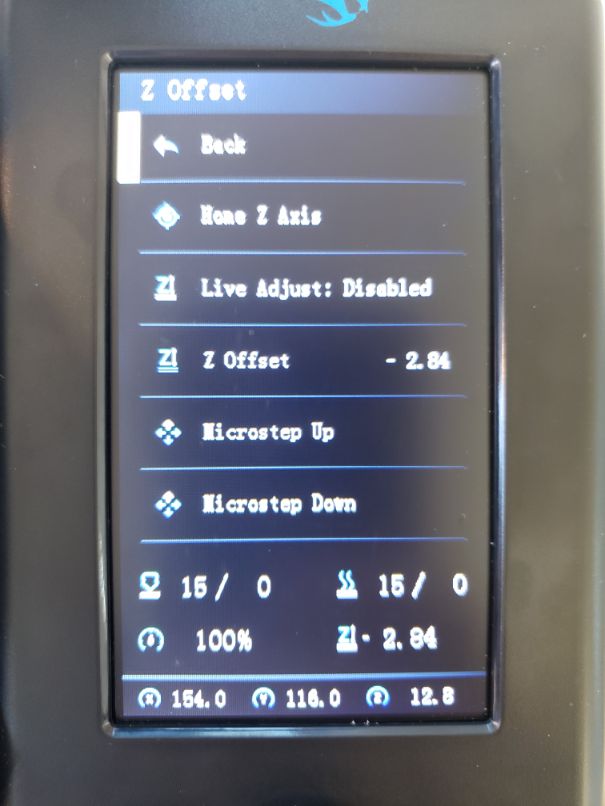 Z Offset
Back
Home Z Axis
Live Adjust: Disabled
Z Offset - 2.84
Microstep Up
Microstep Down
15 / 0 15 / 0
100% Z - 2.84
X 154.0 Y 116.0 Z 12.8